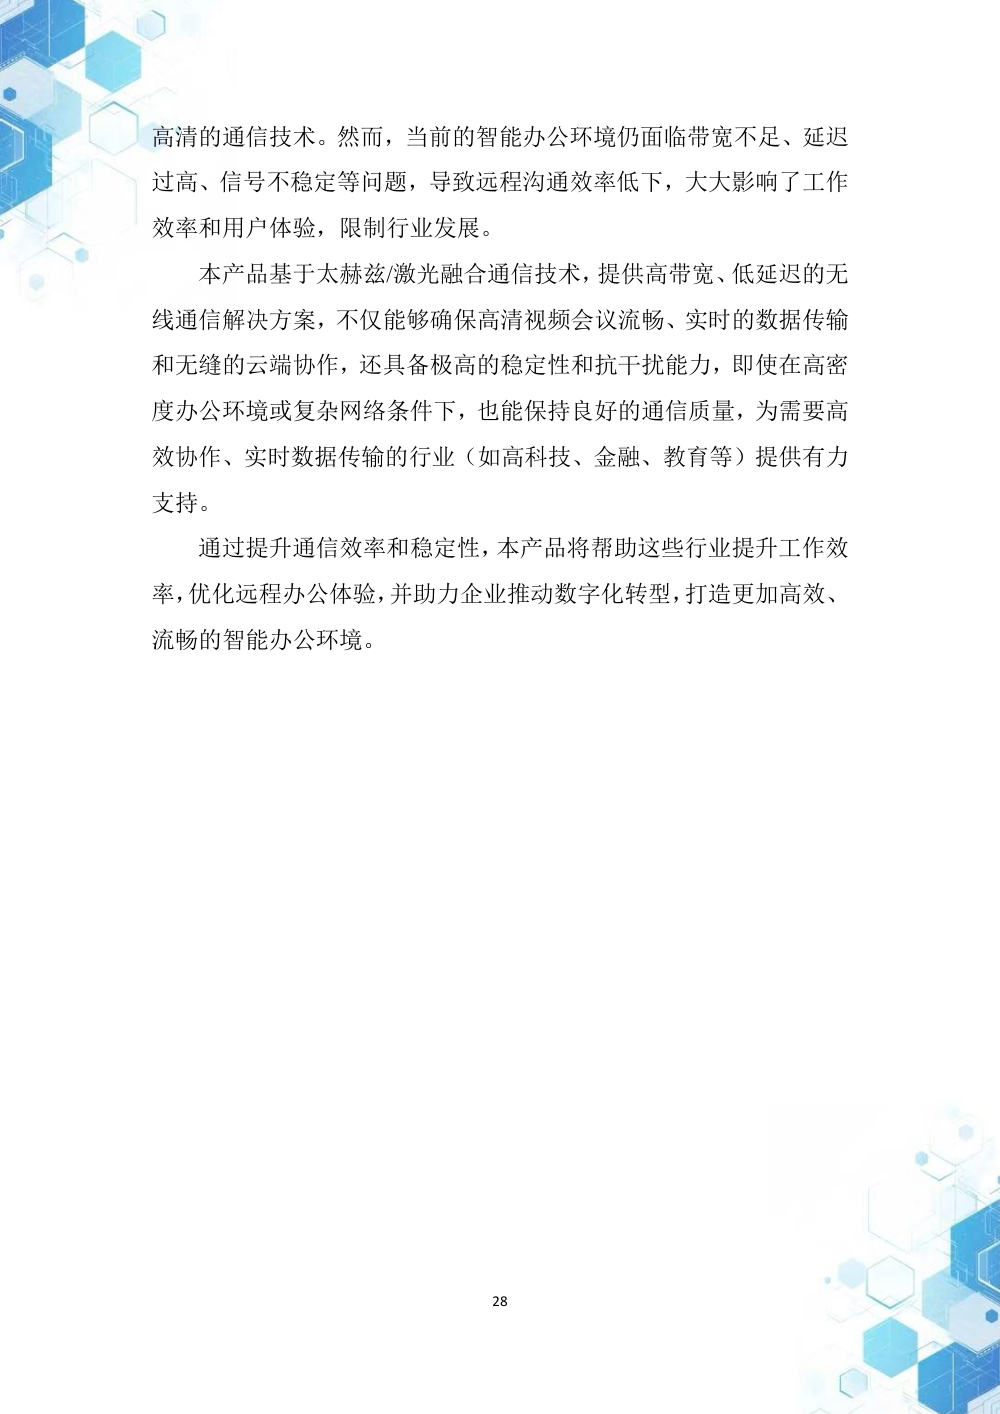 高清的通信技术。然而，当前的智能办公环境仍面临带宽不足、延迟
过高、信号不稳定等问题，导致远程沟通效率低下，大大影响了工作
效率和用户体验，限制行业发展。
本产品基于太赫兹/激光融合通信技术，提供高带宽、低延迟的无
线通信解决方案，不仅能够确保高清视频会议流畅、实时的数据传输
和无缝的云端协作，还具备极高的稳定性和抗干扰能力，即使在高密
度办公环境或复杂网络条件下，也能保持良好的通信质量，为需要高
效协作、实时数据传输的行业（如高科技、金融、教育等）提供有力
支持。
通过提升通信效率和稳定性，本产品将帮助这些行业提升工作效
率，优化远程办公体验，并助力企业推动数字化转型，打造更加高效、
流畅的智能办公环境。
28